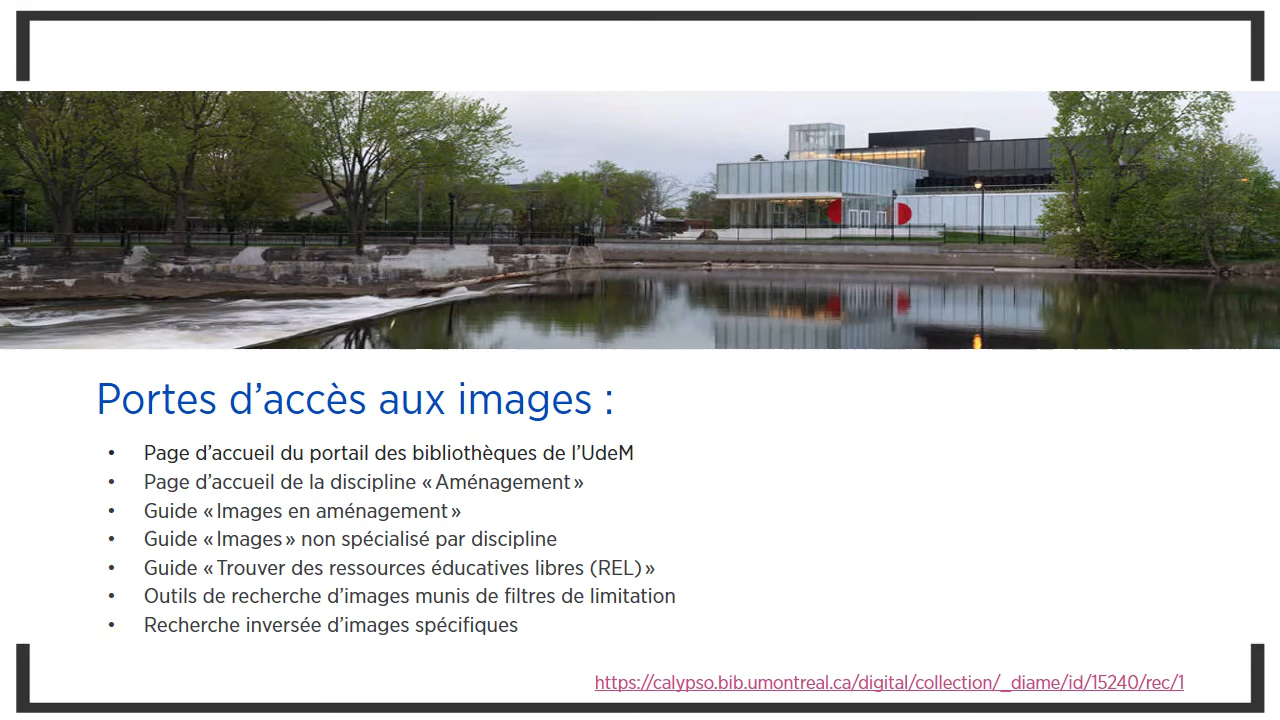 Portes d’accès aux images :
• Page d’accueil du portail des bibliothèques de l’UdeM
• Page d’accueil de la discipline « Aménagement »
• Guide « Images en aménagement »
• Guide « Images » non spécialisé par discipline
• Guide « Trouver des ressources éducatives libres (REL) »
• Outils de recherche d’images munis de filtres de limitation
• Recherche inversée d’images spécifiques
https://calypso.bib.umontreal.ca/digital/collection/_diame/id/15240/rec/1